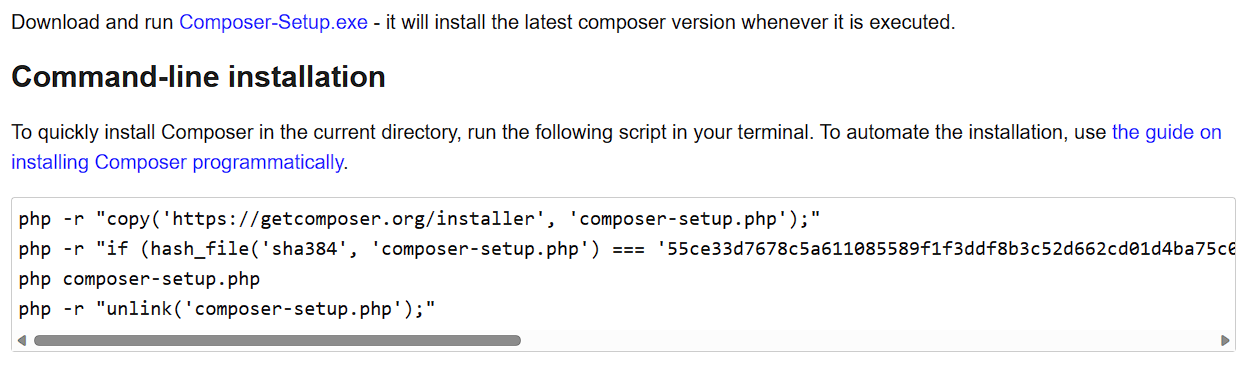 Download and run Composer-Setup.exe - it will install the latest composer version whenever it is executed.
Command-line installation
To quickly install Composer in the current directory, run the following script in your terminal. To automate the installation, use the guide on
installing Composer programmatically.
php -r "copy('https://getcomposer.org/installer', 'composer-setup.php');"
php -r "if (hash_file('sha384', 'composer-setup.php') === '55ce33d7678c5a611085589f1f3ddf8b3c52d662cd01d4ba75c0
php composer-setup.php
php -r "unlink('composer-setup.php');"